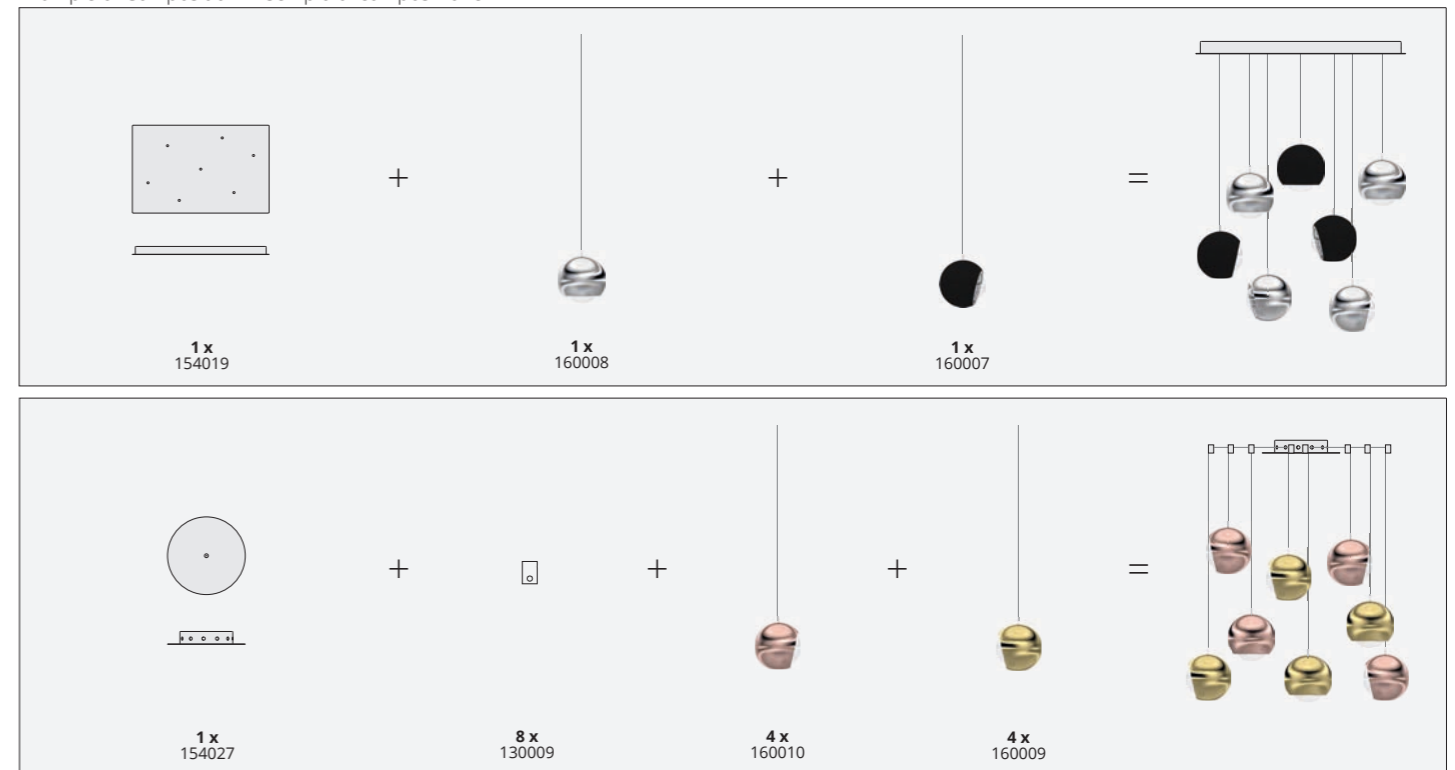 +
+
=
1 x
154019
1 x
160008
1 x
160007
+
+
+
=
1 x
154027
8 x
130009
4 x
160010
4 x
160009